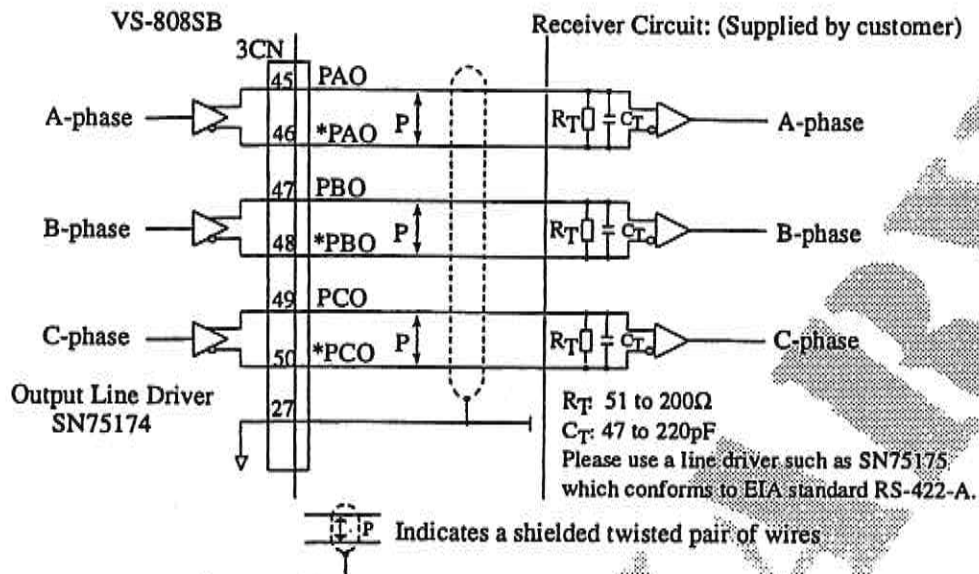 VS-808SB
Receiver Circuit: (Supplied by customer)
3CN
45 PAO
A-phase
P
RT
CT
A-phase
46 *PAO
47 PBO
B-phase
P
RT
CT
B-phase
48 *PBO
49 PCO
C-phase
P
RT
CT
C-phase
50 *PCO
Output Line Driver
SN75174
27
RT: 51 to 200Ω
CT: 47 to 220pF
Please use a line driver such as SN75175
which conforms to EIA standard RS-422-A.
P Indicates a shielded twisted pair of wires